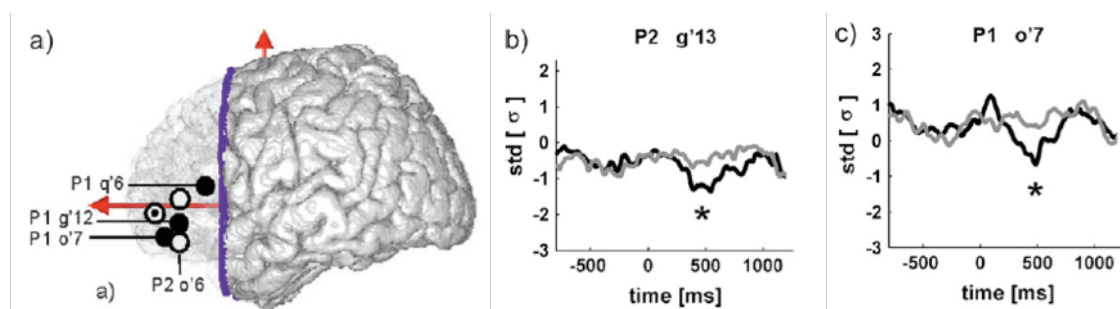 a)
P1 q'6
P1 g'12
P1 o'7
P2 o'6
a)
b)
P2 g'13
std [ σ ]
2
1
0
-1
-2
-3
*
-500 0 500 1000
time [ms]
c)
P1 o'7
std [ σ ]
3
2
1
0
-1
-2
-3
*
-500 0 500 1000
time [ms]